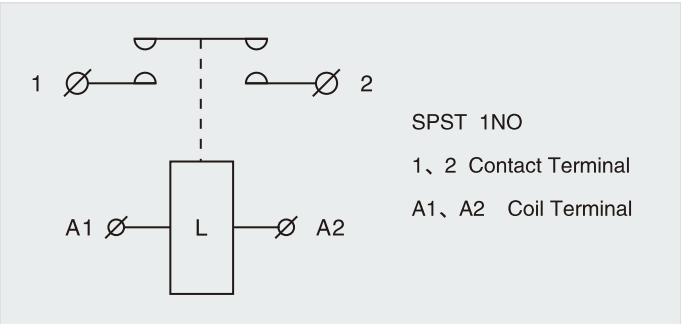 1
2
SPST 1NO
1、2 Contact Terminal
A1、A2 Coil Terminal
A1
L
A2